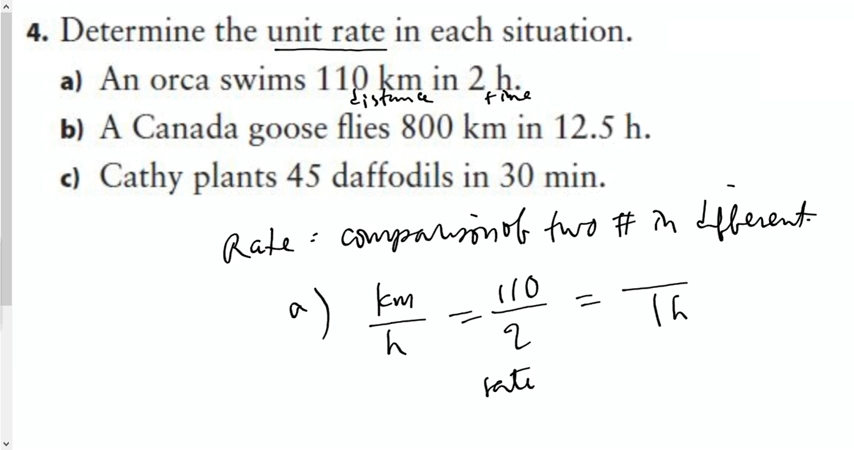 4. Determine the unit rate in each situation.
a) An orca swims 110 km in 2 h.
distance time
b) A Canada goose flies 800 km in 12.5 h.
c) Cathy plants 45 daffodils in 30 min.
Rate : comparision of two # in different
a) km/h = 110/2 = /1h
rate